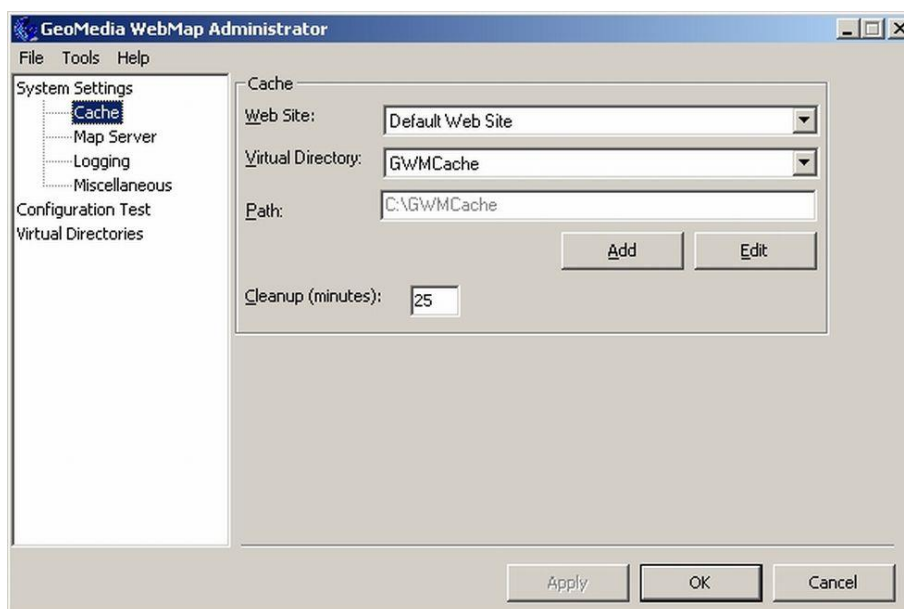 GeoMedia WebMap Administrator
File Tools Help
System Settings
Cache
Map Server
Logging
Miscellaneous
Configuration Test
Virtual Directories
Cache
Web Site: Default Web Site
Virtual Directory: GWMCache
Path: C:\GWMCache
Add Edit
Cleanup (minutes): 25
Apply OK Cancel